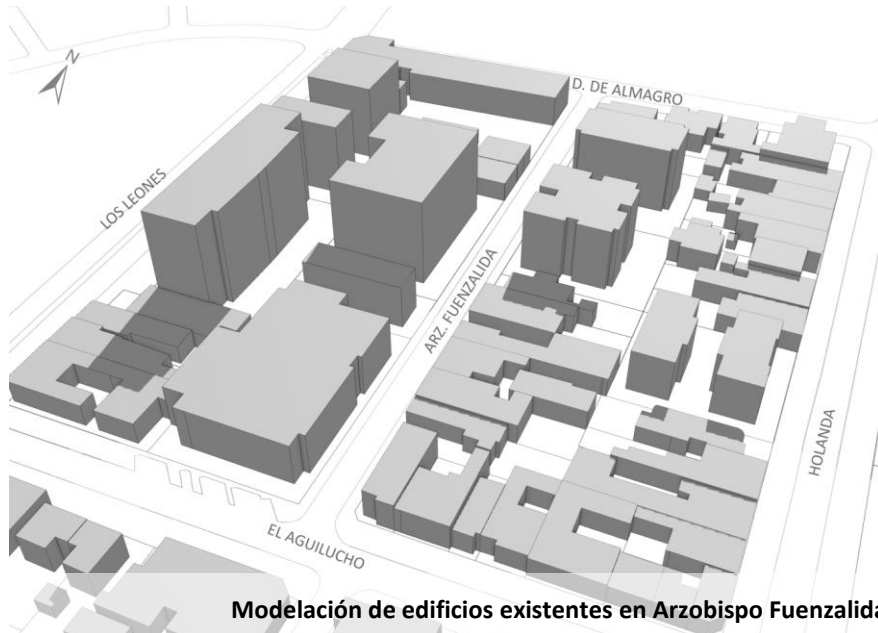 N
D. DE ALMAGRO
LOS LEONES
ARZ. FUENZALIDA
HOLANDA
EL AGUILUCHO
Modelación de edificios existentes en Arzobispo Fuenzalida